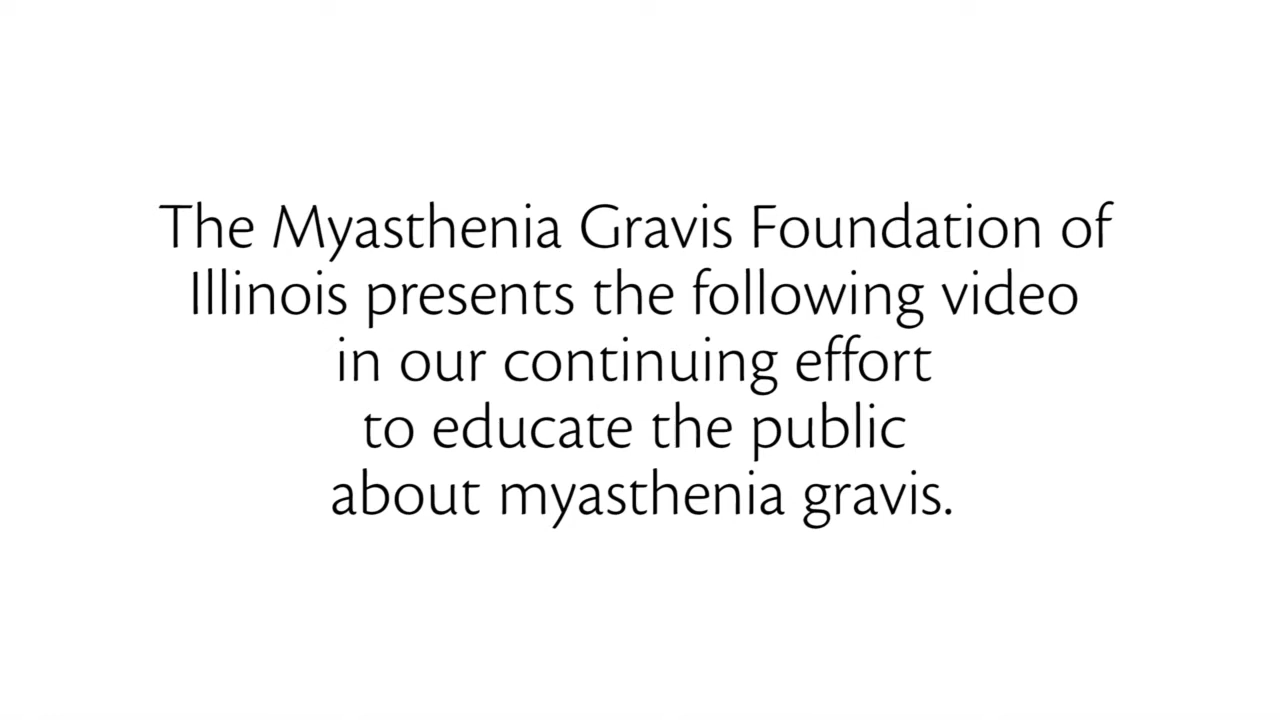 The Myasthenia Gravis Foundation of
Illinois presents the following video
in our continuing effort
to educate the public
about myasthenia gravis.